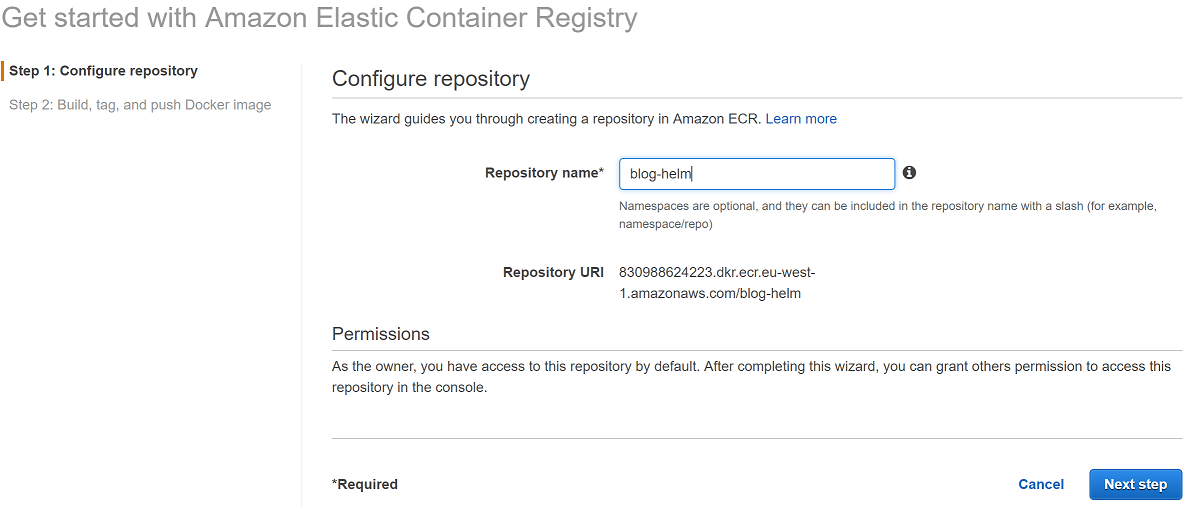 Get started with Amazon Elastic Container Registry
Step 1: Configure repository
Step 2: Build, tag, and push Docker image
Configure repository
The wizard guides you through creating a repository in Amazon ECR. Learn more
Repository name*
blog-helm
Namespaces are optional, and they can be included in the repository name with a slash (for example,
namespace/repo)
Repository URI
830988624223.dkr.ecr.eu-west-
1.amazonaws.com/blog-helm
Permissions
As the owner, you have access to this repository by default. After completing this wizard, you can grant others permission to access this
repository in the console.
*Required
Cancel
Next step